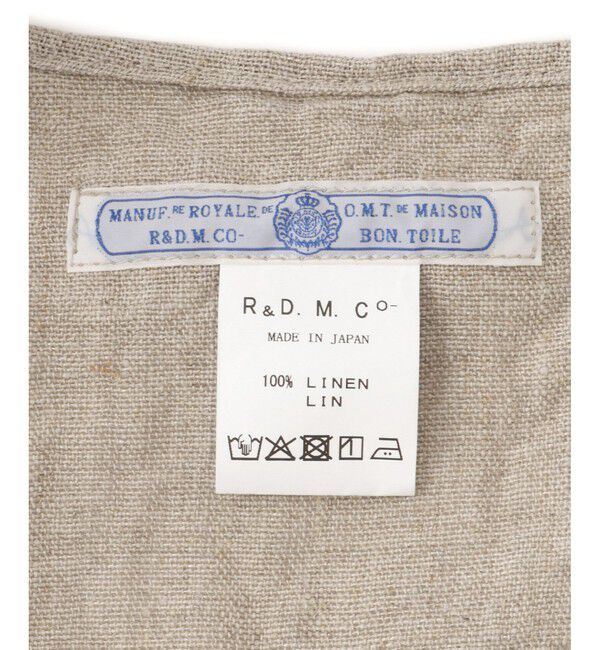 MANUF.RE ROYALE DE O.M.T. DE MAISON
R&D.M.CO- BON.TOILE
R&D.M.Co-
MADE IN JAPAN
100% LINEN
LIN